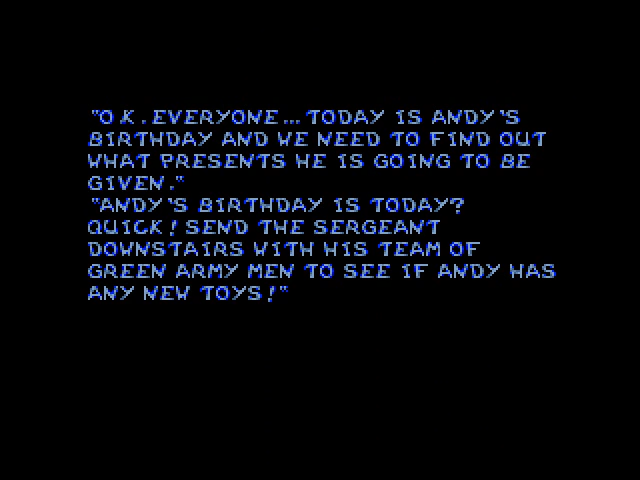 "O.K. EVERYONE... TODAY IS ANDY'S
BIRTHDAY AND WE NEED TO FIND OUT
WHAT PRESENTS HE IS GOING TO BE
GIVEN."
"ANDY'S BIRTHDAY IS TODAY?
QUICK! SEND THE SERGEANT
DOWNSTAIRS WITH HIS TEAM OF
GREEN ARMY MEN TO SEE IF ANDY HAS
ANY NEW TOYS!"